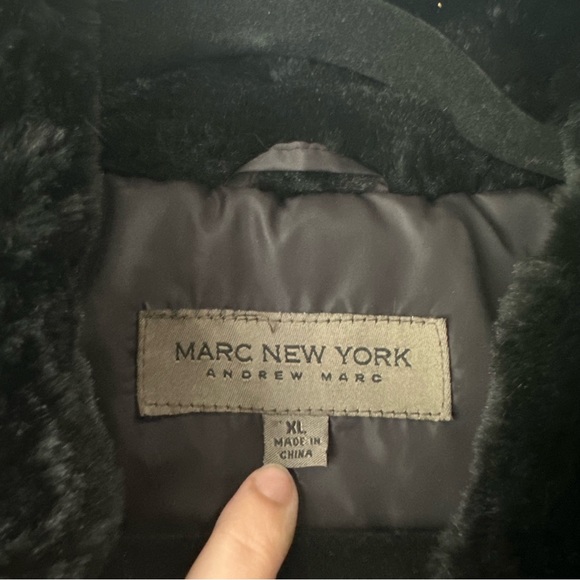 MARC NEW YORK
ANDREW MARC
XL
MADE IN
CHINA